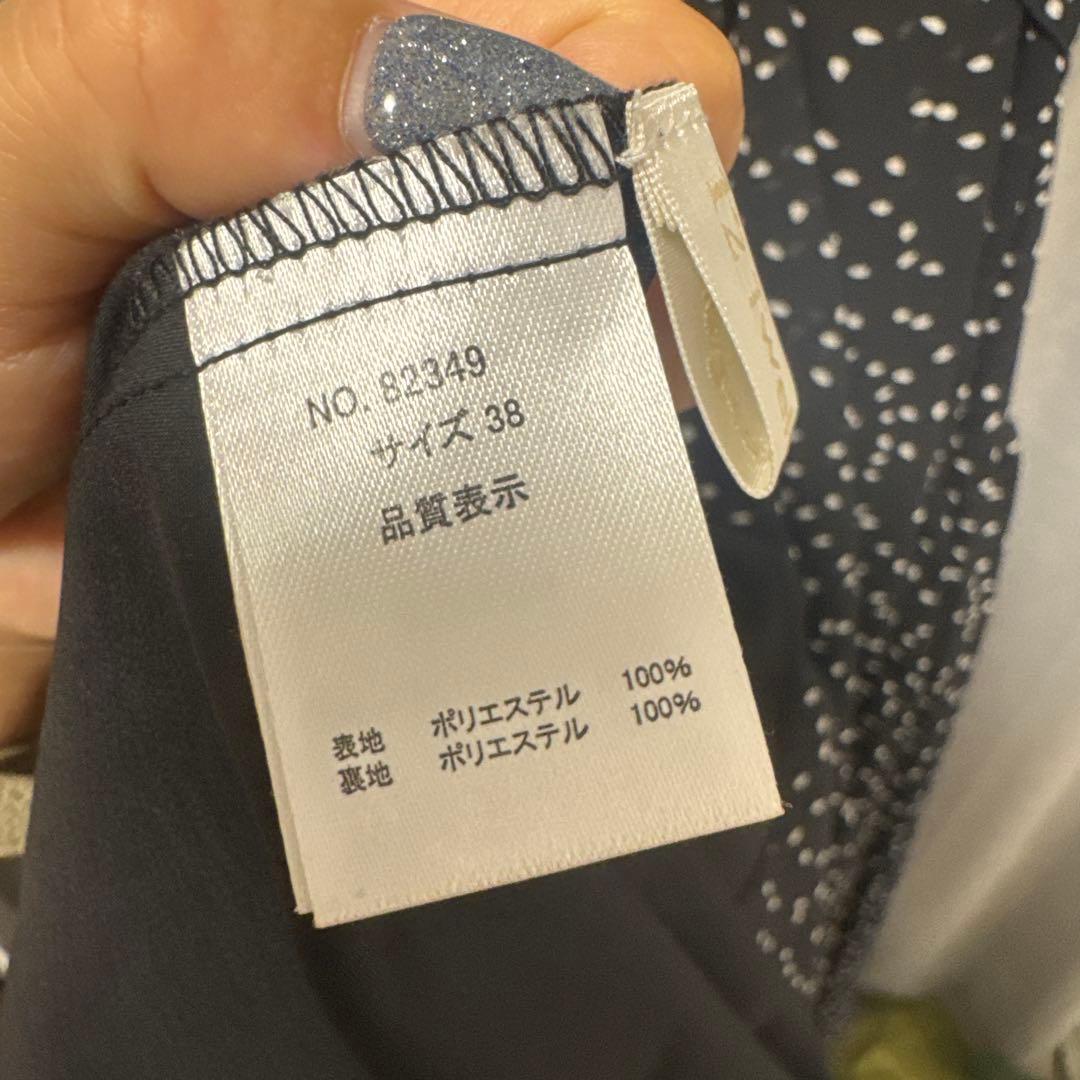 NO. 82349
サイズ 38
品質表示
表地 ポリエステル 100%
裏地 ポリエステル 100%